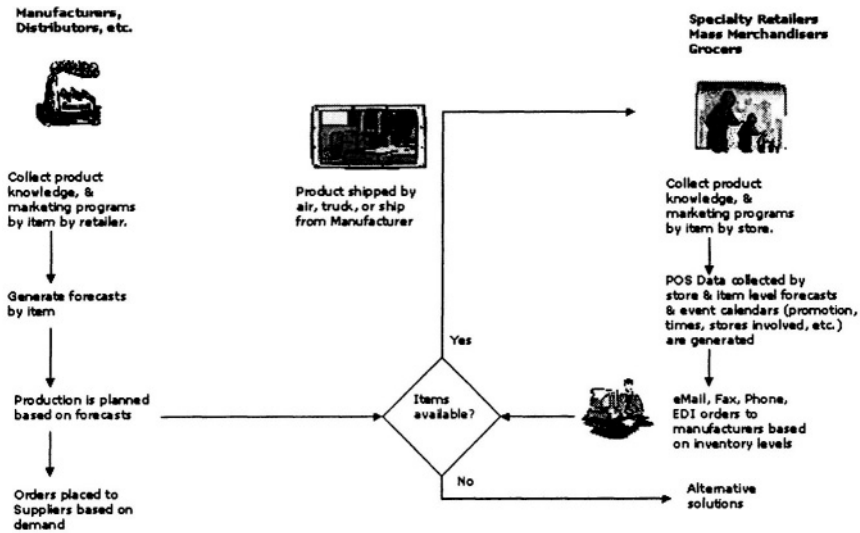 Manufacturers,
Distributors, etc.
Collect product
knowledge, &
marketing programs
by item by retailer.
Generate forecasts
by item
Production is planned
based on forecasts
Orders placed to
Suppliers based on
demand
Product shipped by
air, truck, or ship
from Manufacturer
Yes
Items
available?
No
Specialty Retailers
Mass Merchandisers
Grocers
Collect product
knowledge, &
marketing programs
by item by store.
POS Data collected by
store & item level forecasts
& event calendars (promotion,
times, stores involved, etc.)
are generated
eMail, Fax, Phone,
EDI orders to
manufacturers based
on inventory levels
Alternative
solutions